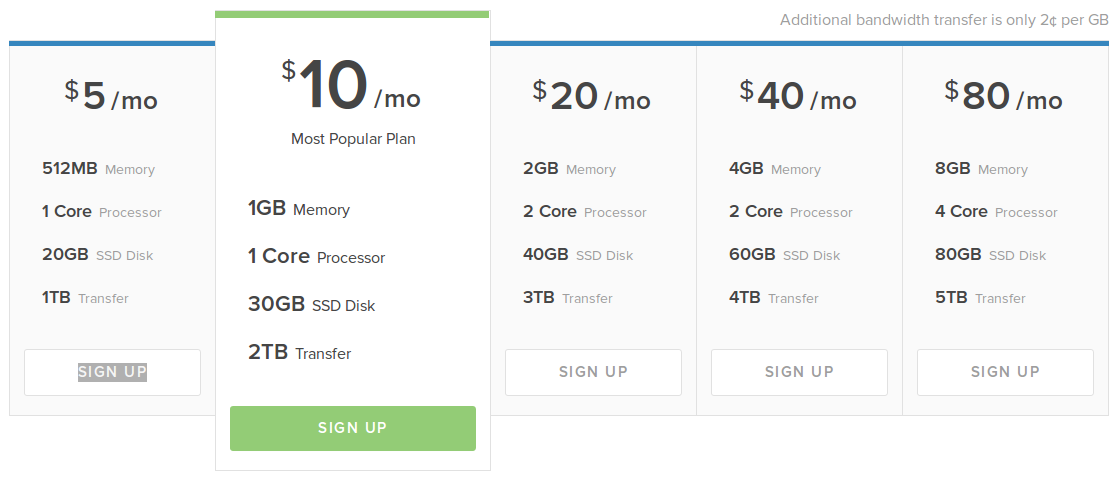 Additional bandwidth transfer is only 2¢ per GB
$5/mo
512MB Memory
1 Core Processor
20GB SSD Disk
1TB Transfer
SIGN UP
$10/mo
Most Popular Plan
1GB Memory
1 Core Processor
30GB SSD Disk
2TB Transfer
SIGN UP
$20/mo
2GB Memory
2 Core Processor
40GB SSD Disk
3TB Transfer
SIGN UP
$40/mo
4GB Memory
2 Core Processor
60GB SSD Disk
4TB Transfer
SIGN UP
$80/mo
8GB Memory
4 Core Processor
80GB SSD Disk
5TB Transfer
SIGN UP